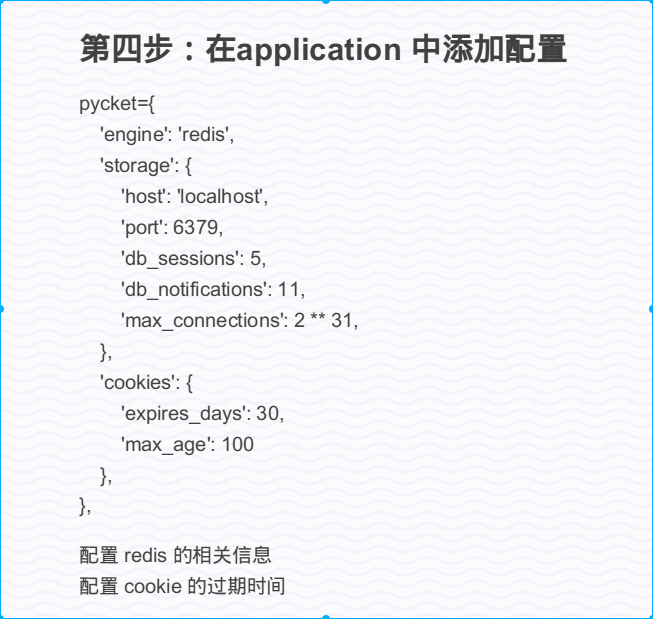 第四步：在application 中添加配置
pycket={
    'engine': 'redis',
    'storage': {
        'host': 'localhost',
        'port': 6379,
        'db_sessions': 5,
        'db_notifications': 11,
        'max_connections': 2 ** 31,
    },
    'cookies': {
        'expires_days': 30,
        'max_age': 100
    },
},
配置 redis 的相关信息
配置 cookie 的过期时间